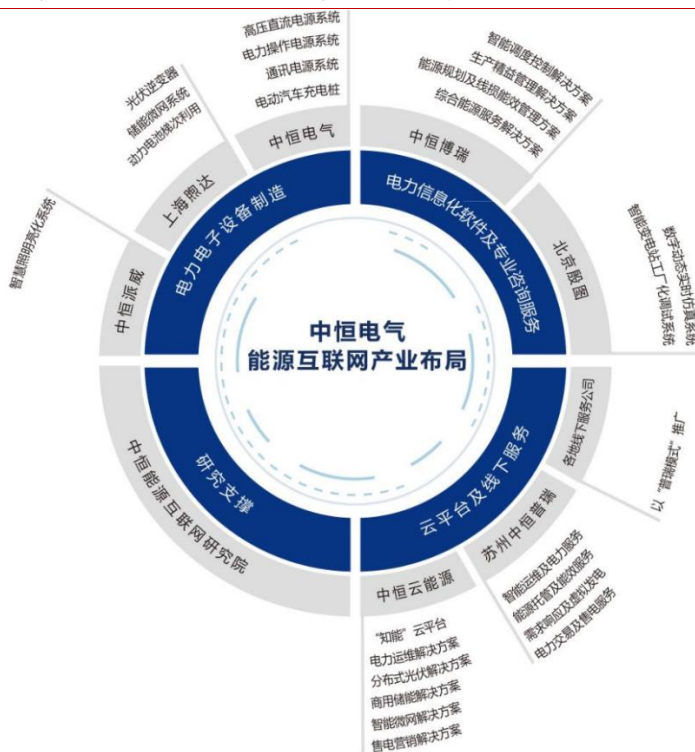 中恒电气
能源互联网产业布局
电力电子设备制造
中恒电气
高压直流电源系统
电力操作电源系统
通讯电源系统
电动汽车充电桩
上海煦达
光伏逆变器
储能微网系统
动力电池梯次利用
中恒派威
智慧照明亮化系统
电力信息化软件及专业咨询服务
中恒博瑞
智能调度控制解决方案
生产精益管理解决方案
能源规划及线损能效管理方案
综合能源服务解决方案
北京殷图
数字动态实时仿真系统
智能变电站工厂化调试系统
云平台及线下服务
各地线下服务公司
以“普瑞模式”推广
苏州中恒普瑞
智能运维及电力服务
能源托管及能效服务
需求响应及虚拟发电
电力交易及售电服务
中恒云能源
“知能”云平台
电力运维解决方案
分布式光伏解决方案
商用储能解决方案
智能微网解决方案
售电营销解决方案
研究支撑
中恒能源互联网研究院